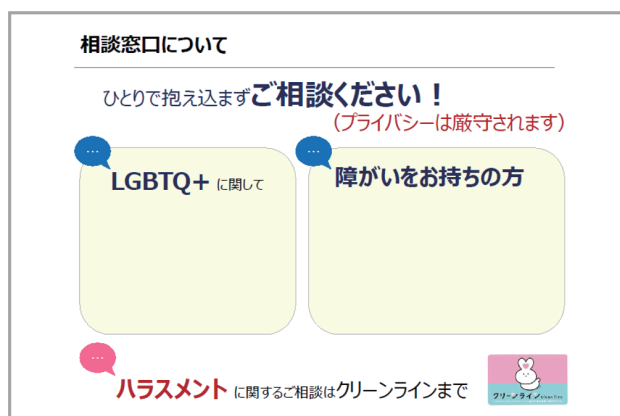 相談窓口について
ひとりで抱え込まずご相談ください！
（プライバシーは厳守されます）
…
LGBTQ+ に関して
…
障がいをお持ちの方
…
ハラスメント に関するご相談はクリーンラインまで
クリーンライン